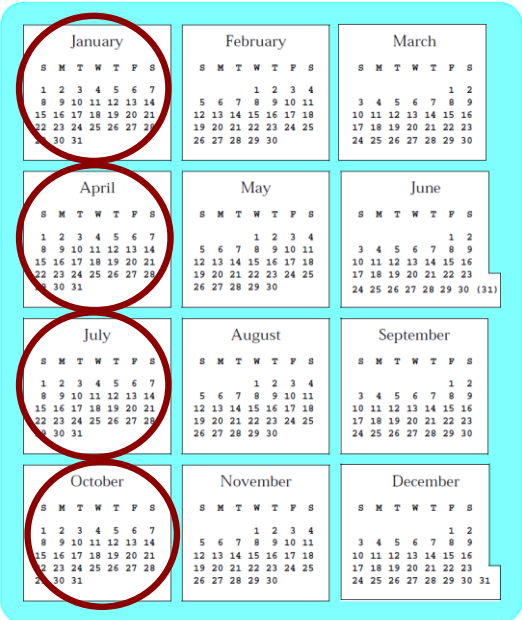 January
S M T W T F S
1 2 3 4 5 6 7
8 9 10 11 12 13 14
15 16 17 18 19 20 21
22 23 24 25 26 27 28
29 30 31
February
S M T W T F S
1 2 3 4
5 6 7 8 9 10 11
12 13 14 15 16 17 18
19 20 21 22 23 24 25
26 27 28 29 30
March
S M T W T F S
1 2
3 4 5 6 7 8 9
10 11 12 13 14 15 16
17 18 19 20 21 22 23
24 25 26 27 28 29 30
April
S M T W T F S
1 2 3 4 5 6 7
8 9 10 11 12 13 14
15 16 17 18 19 20 21
22 23 24 25 26 27 28
29 30 31
May
S M T W T F S
1 2 3 4
5 6 7 8 9 10 11
12 13 14 15 16 17 18
19 20 21 22 23 24 25
26 27 28 29 30
June
S M T W T F S
1 2
3 4 5 6 7 8 9
10 11 12 13 14 15 16
17 18 19 20 21 22 23
24 25 26 27 28 29 30 (31)
July
S M T W T F S
1 2 3 4 5 6 7
8 9 10 11 12 13 14
15 16 17 18 19 20 21
22 23 24 25 26 27 28
29 30 31
August
S M T W T F S
1 2 3 4
5 6 7 8 9 10 11
12 13 14 15 16 17 18
19 20 21 22 23 24 25
26 27 28 29 30
September
S M T W T F S
1 2
3 4 5 6 7 8 9
10 11 12 13 14 15 16
17 18 19 20 21 22 23
24 25 26 27 28 29 30
October
S M T W T F S
1 2 3 4 5 6 7
8 9 10 11 12 13 14
15 16 17 18 19 20 21
22 23 24 25 26 27 28
29 30 31
November
S M T W T F S
1 2 3 4
5 6 7 8 9 10 11
12 13 14 15 16 17 18
19 20 21 22 23 24 25
26 27 28 29 30
December
S M T W T F S
1 2
3 4 5 6 7 8 9
10 11 12 13 14 15 16
17 18 19 20 21 22 23
24 25 26 27 28 29 30 31